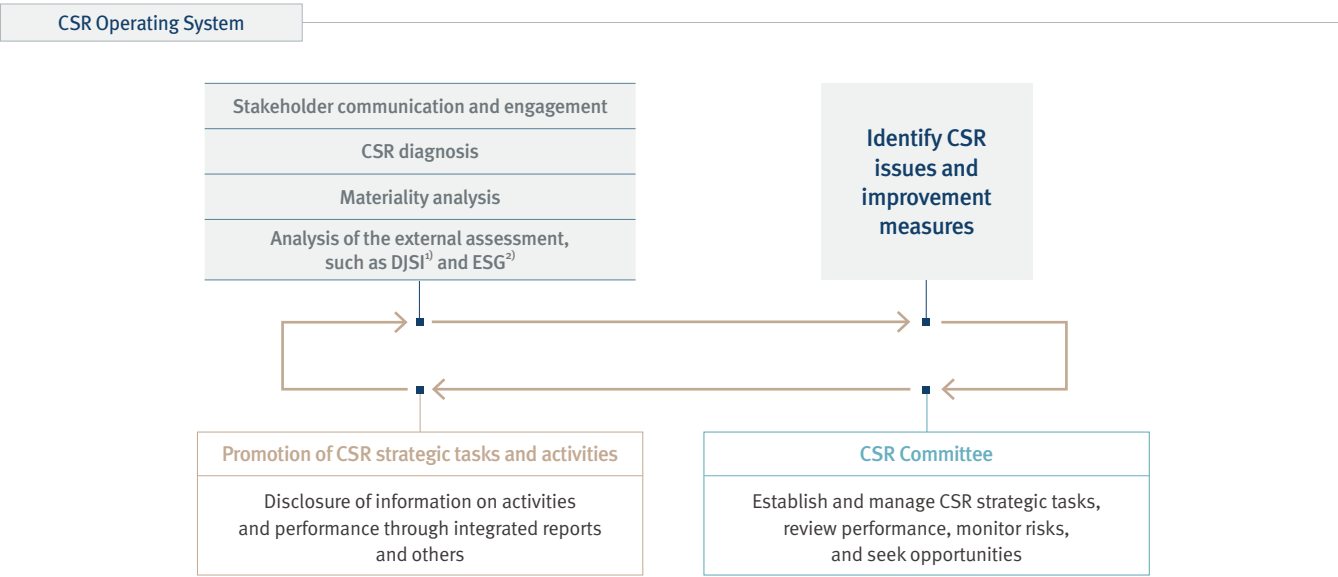 CSR Operating System
Stakeholder communication and engagement
CSR diagnosis
Materiality analysis
Analysis of the external assessment,
such as DJSI1) and ESG2)
Identify CSR
issues and
improvement
measures
Promotion of CSR strategic tasks and activities
Disclosure of information on activities
and performance through integrated reports
and others
CSR Committee
Establish and manage CSR strategic tasks,
review performance, monitor risks,
and seek opportunities